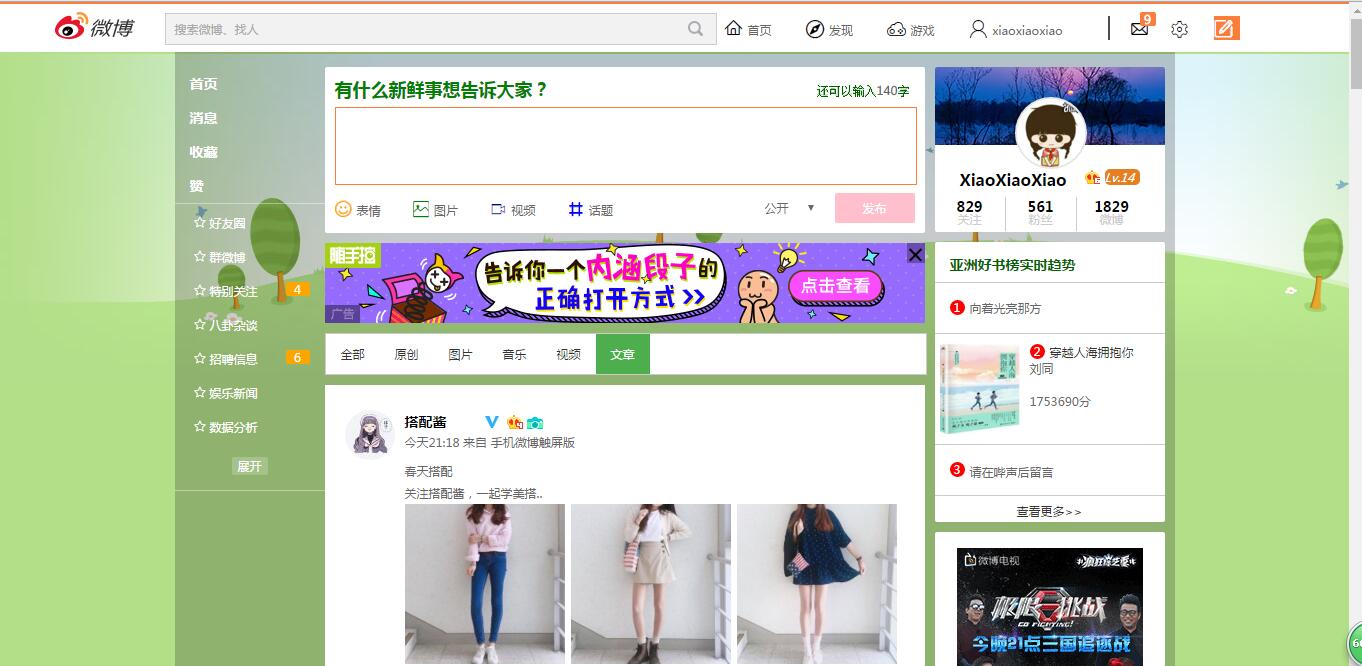 微博
搜索微博、找人
首页
发现
游戏
xiaoxiaoxiao
9
首页
消息
收藏
赞
好友圈
群微博
特别关注 4
八卦杂谈
招聘信息 6
娱乐新闻
数据分析
展开
有什么新鲜事想告诉大家？
还可以输入140字
表情
图片
视频
话题
公开
发布
随手拍
告诉你一个内涵段子的
正确打开方式 >>
点击查看
广告
全部
原创
图片
音乐
视频
文章
搭配酱
今天21:18 来自 手机微博触屏版
春天搭配
关注搭配酱，一起学美搭..
XiaoXiaoXiao
Lv.14
829
关注
561
粉丝
1829
微博
亚洲好书榜实时趋势
1 向着光亮那方
2 穿越人海拥抱你
刘同
1753690分
3 请在哔声后留言
查看更多>>
微博电视
极限挑战
GO FIGHTING!
今晚21点三国追逐战